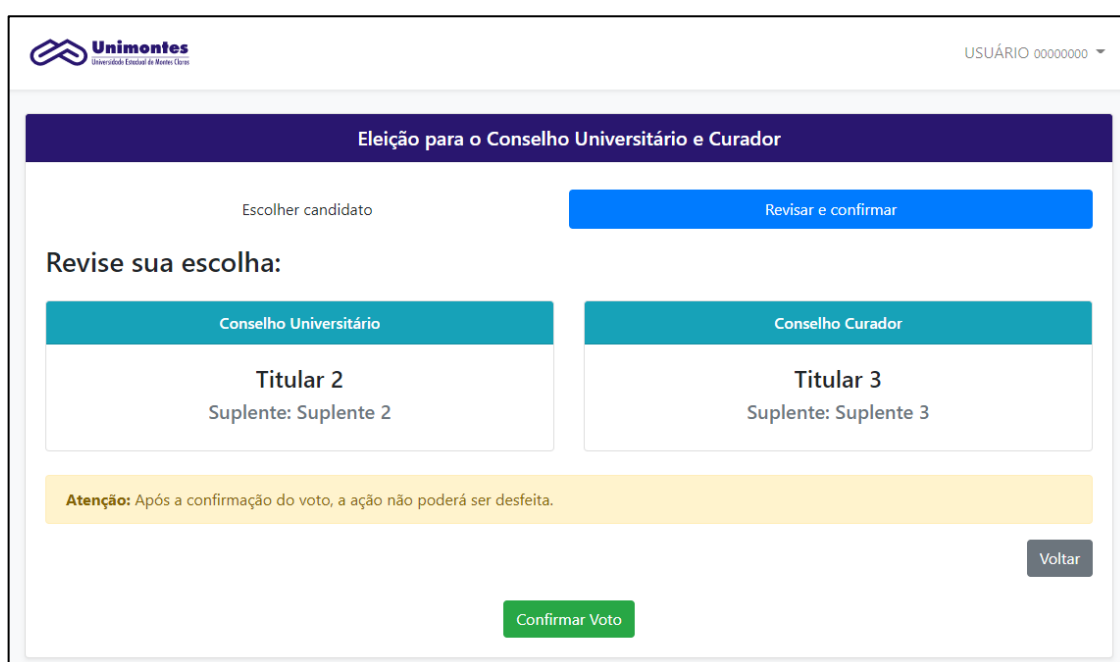 Unimontes
Universidade Estadual de Montes Claros
USUÁRIO 00000000
Eleição para o Conselho Universitário e Curador
Escolher candidato
Revisar e confirmar
Revise sua escolha:
Conselho Universitário
Titular 2
Suplente: Suplente 2
Conselho Curador
Titular 3
Suplente: Suplente 3
Atenção: Após a confirmação do voto, a ação não poderá ser desfeita.
Voltar
Confirmar Voto